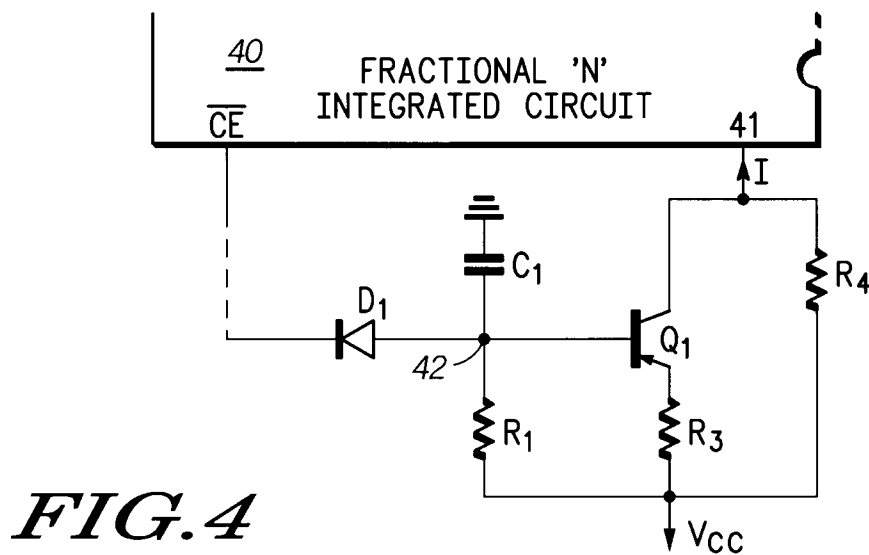 40
FRACTIONAL 'N'
INTEGRATED CIRCUIT
CE
41
I
C1
R4
D1
42
Q1
R1
R3
VCC
FIG.4